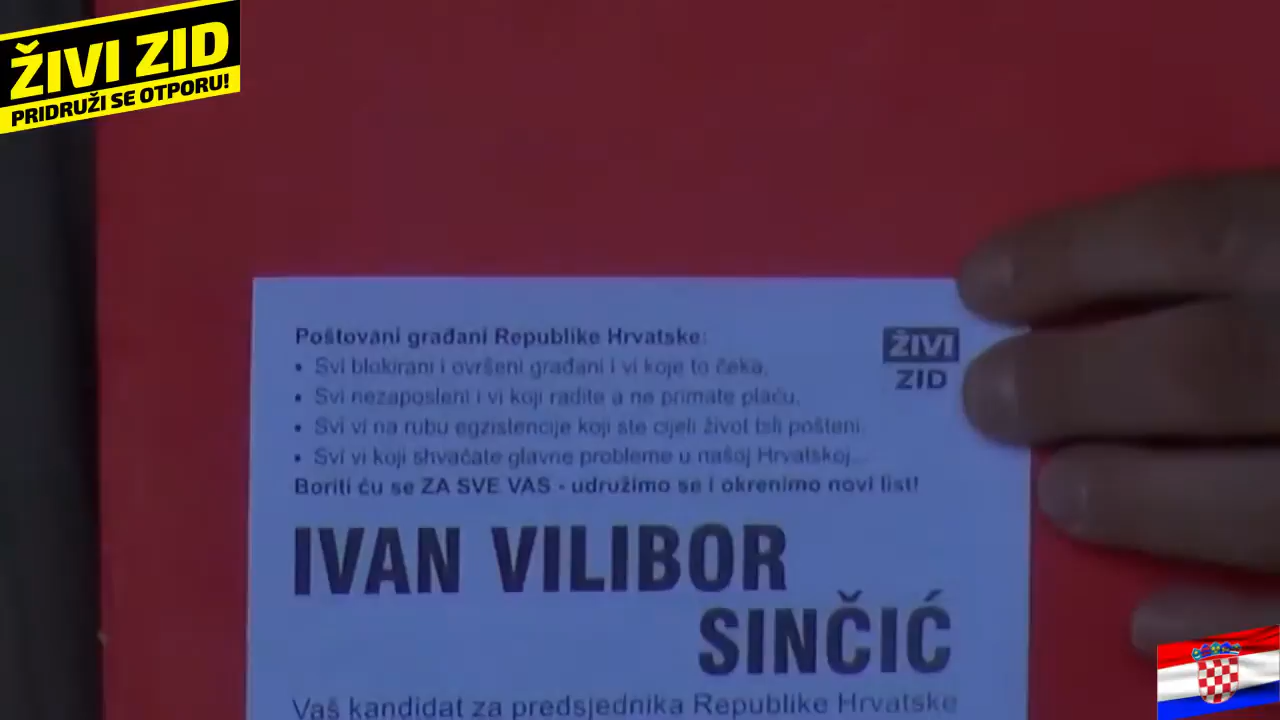 ŽIVI ZID
PRIDRUŽI SE OTPORU!
Poštovani građani Republike Hrvatske:
ŽIVI
ZID
• Svi blokirani i ovršeni građani i vi koje to čeka,
• Svi nezaposleni i vi koji radite a ne primate plaću,
• Svi vi na rubu egzistencije koji ste cijeli život bili pošteni,
• Svi vi koji shvaćate glavne probleme u našoj Hrvatskoj...
Boriti ću se ZA SVE VAS - udružimo se i okrenimo novi list!
IVAN VILIBOR
SINČIĆ
Vaš kandidat za predsjednika Republike Hrvatske